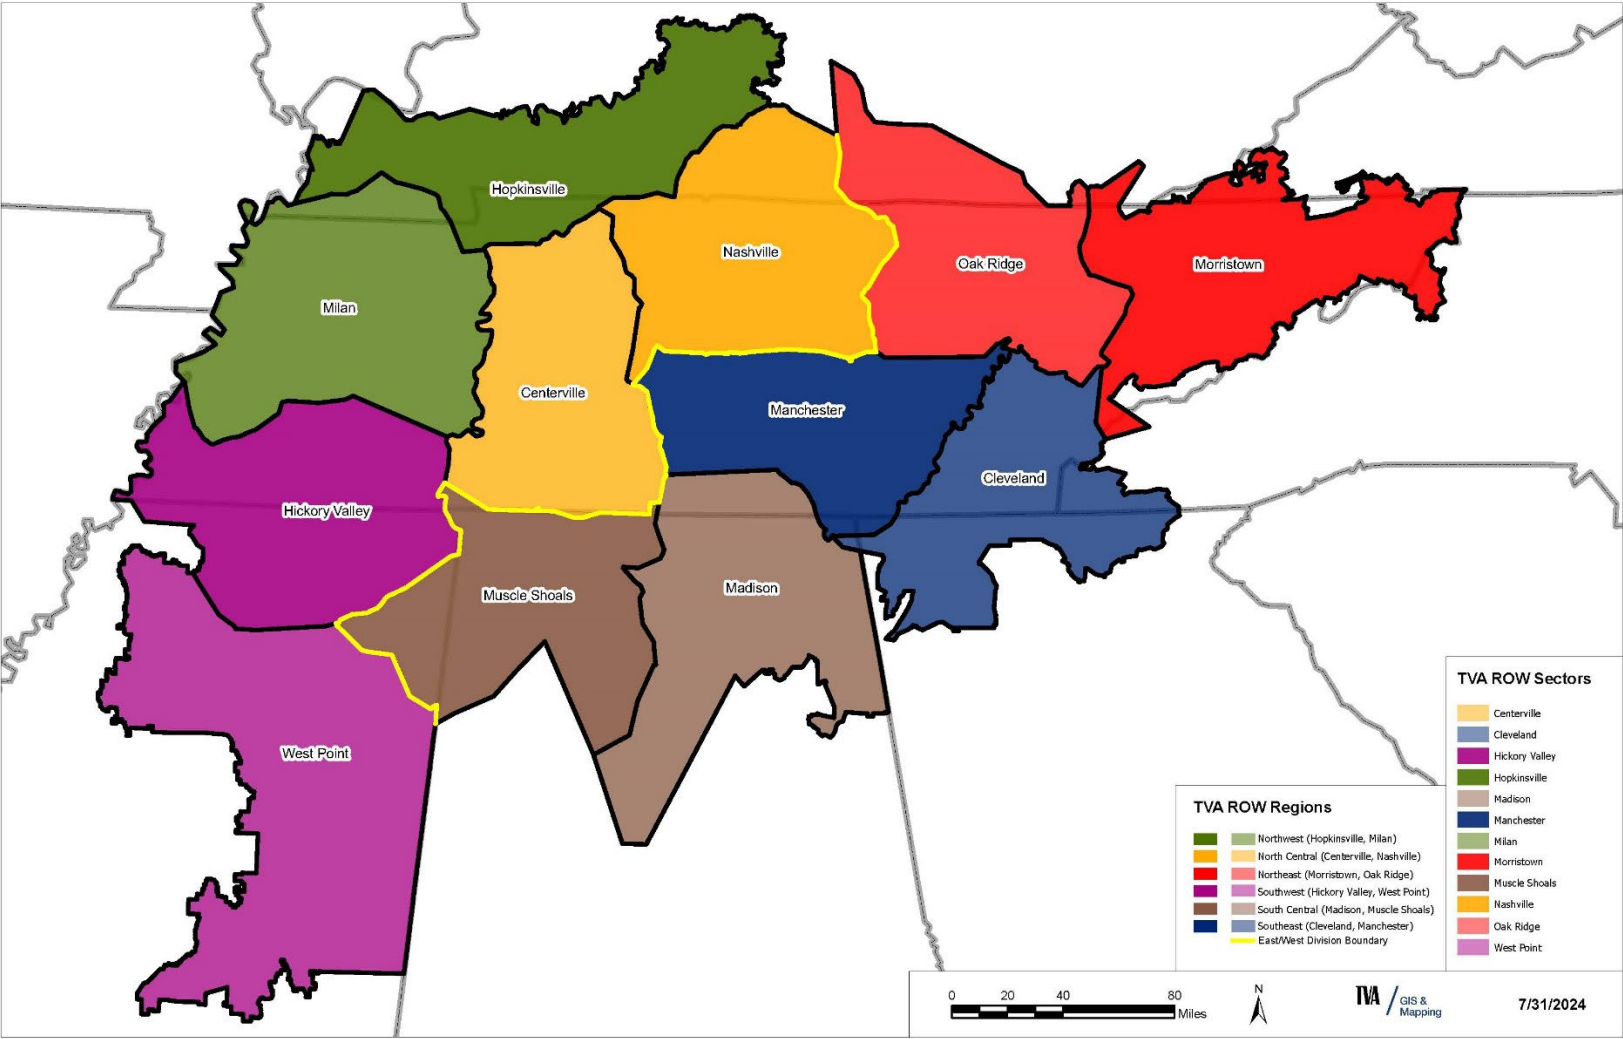 Hopkinsville
Nashville
Oak Ridge
Morristown
Milan
Centerville
Manchester
Cleveland
Hickory Valley
Muscle Shoals
Madison
West Point
TVA ROW Sectors
Centerville
Cleveland
Hickory Valley
Hopkinsville
Madison
Manchester
Milan
Morristown
Muscle Shoals
Nashville
Oak Ridge
West Point
TVA ROW Regions
Northwest (Hopkinsville, Milan)
North Central (Centerville, Nashville)
Northeast (Morristown, Oak Ridge)
Southwest (Hickory Valley, West Point)
South Central (Madison, Muscle Shoals)
Southeast (Cleveland, Manchester)
East/West Division Boundary
0 20 40 80
Miles
N
TVA
GIS &
Mapping
7/31/2024